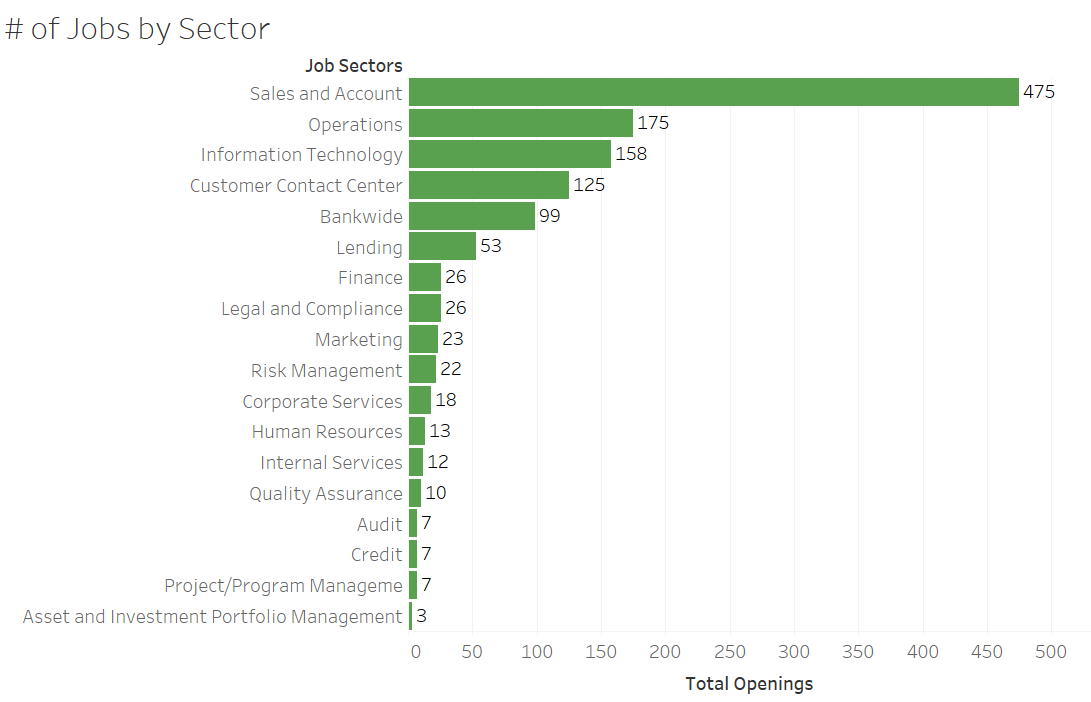 # of Jobs by Sector
Job Sectors
Sales and Account 475
Operations 175
Information Technology 158
Customer Contact Center 125
Bankwide 99
Lending 53
Finance 26
Legal and Compliance 26
Marketing 23
Risk Management 22
Corporate Services 18
Human Resources 13
Internal Services 12
Quality Assurance 10
Audit 7
Credit 7
Project/Program Manageme 7
Asset and Investment Portfolio Management 3
0 50 100 150 200 250 300 350 400 450 500
Total Openings